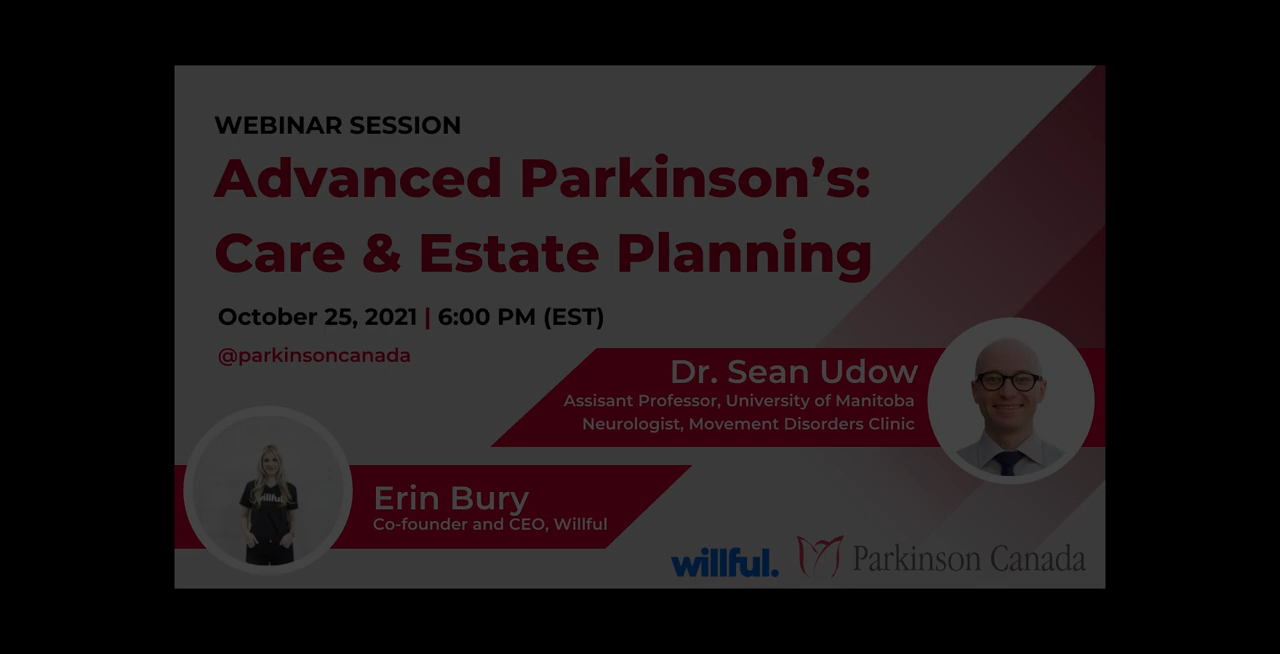 WEBINAR SESSION
Advanced Parkinson’s:
Care & Estate Planning
October 25, 2021 | 6:00 PM (EST)
@parkinsoncanada
Dr. Sean Udow
Assisant Professor, University of Manitoba
Neurologist, Movement Disorders Clinic
willful.
Erin Bury
Co-founder and CEO, Willful
willful.
Parkinson Canada